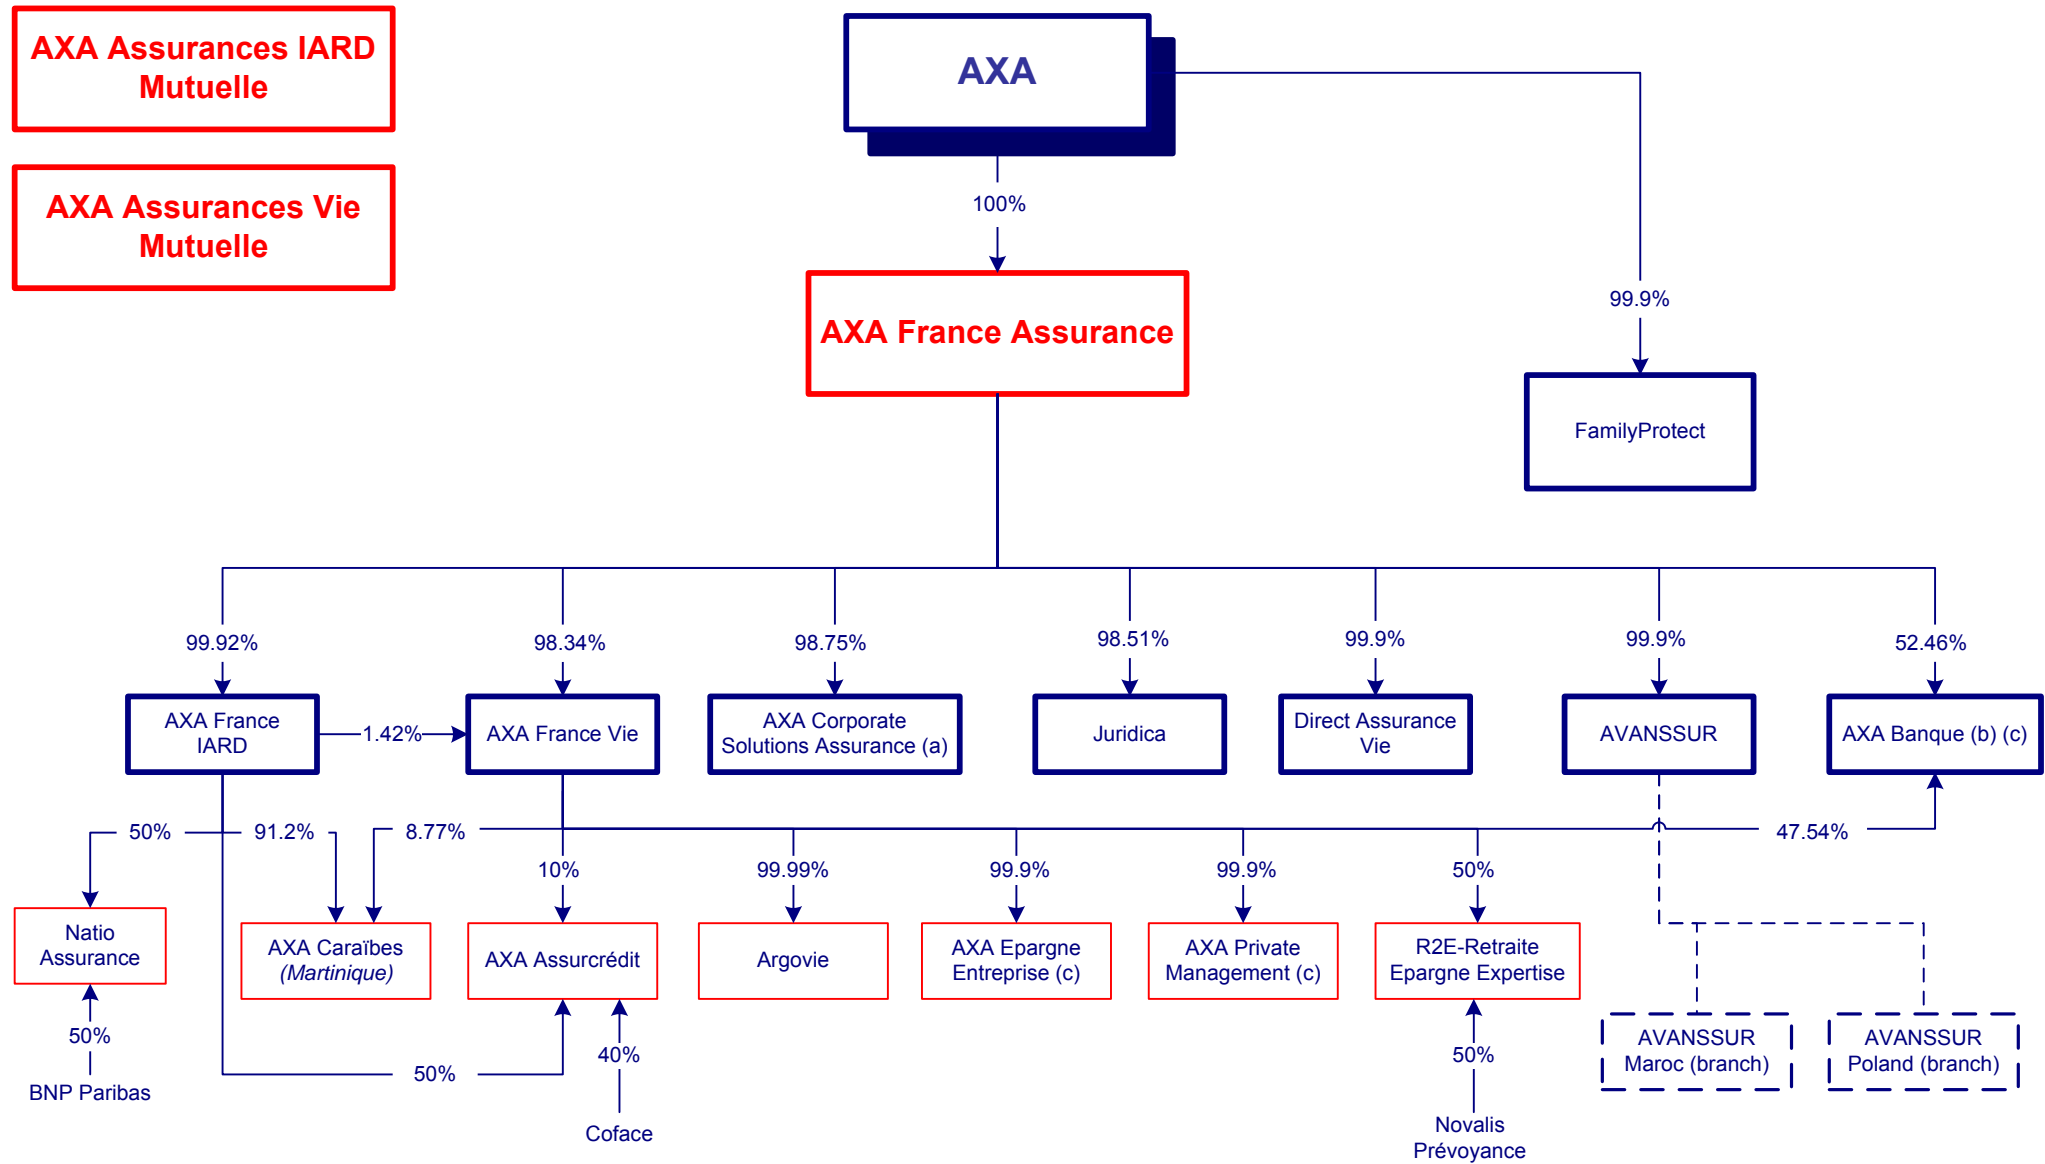 AXA Assurances IARD
Mutuelle
AXA
AXA Assurances Vie
Mutuelle
100%
99.9%
AXA France Assurance
FamilyProtect
99.92%
98.34%
98.75%
98.51%
99.9%
99.9%
52.46%
AXA France
IARD
1.42%
AXA France Vie
AXA Corporate
Solutions Assurance (a)
Juridica
Direct Assurance
Vie
AVANSSUR
AXA Banque (b) (c)
50%
91.2%
8.77%
47.54%
10%
99.99%
99.9%
99.9%
50%
Natio
Assurance
AXA Caraïbes
(Martinique)
AXA Assurcrédit
Argovie
AXA Epargne
Entreprise (c)
AXA Private
Management (c)
R2E-Retraite
Epargne Expertise
50%
50%
40%
50%
AVANSSUR
Maroc (branch)
AVANSSUR
Poland (branch)
BNP Paribas
Coface
Novalis
Prévoyance